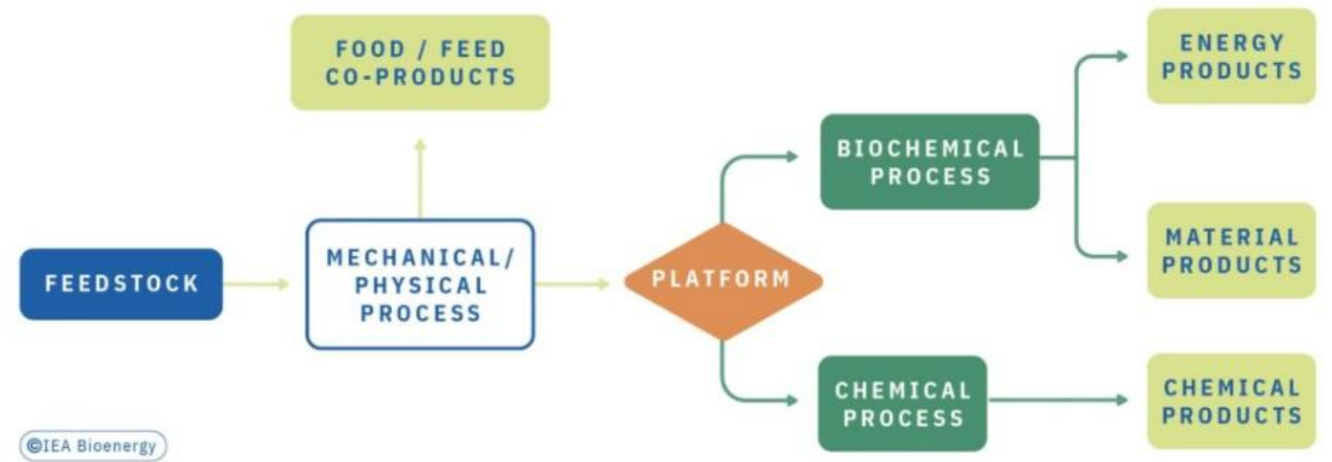 FOOD / FEED
CO-PRODUCTS
ENERGY
PRODUCTS
BIOCHEMICAL
PROCESS
FEEDSTOCK
MECHANICAL/
PHYSICAL
PROCESS
PLATFORM
MATERIAL
PRODUCTS
CHEMICAL
PROCESS
CHEMICAL
PRODUCTS
©IEA Bioenergy